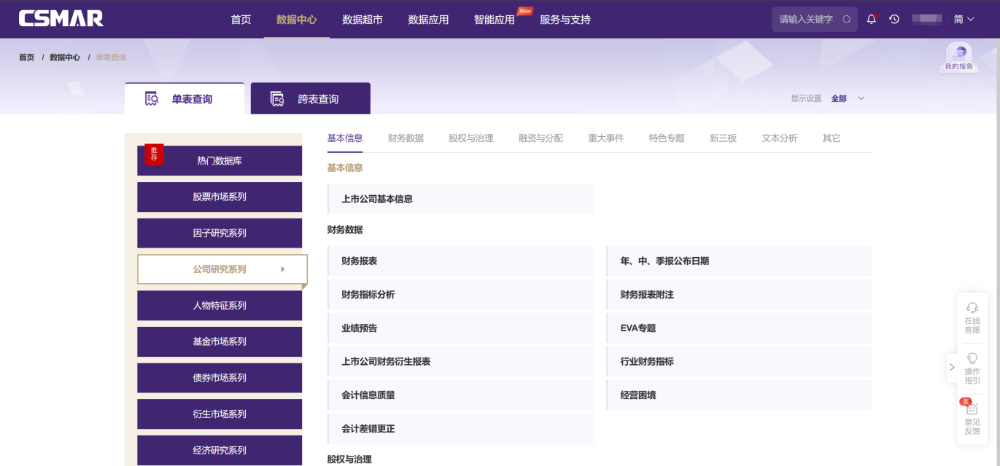 CSMAR
首页
数据中心
数据超市
数据应用
智能应用
New
服务与支持
请输入关键字
简
首页 / 数据中心 / 单表查询
我的报告
单表查询
跨表查询
显示设置 全部
推荐
热门数据库
股票市场系列
因子研究系列
公司研究系列
人物特征系列
基金市场系列
债券市场系列
衍生市场系列
经济研究系列
基本信息
财务数据
股权与治理
融资与分配
重大事件
特色专题
新三板
文本分析
其它
基本信息
上市公司基本信息
财务数据
财务报表
年、中、季报公布日期
财务指标分析
财务报表附注
业绩预告
EVA专题
上市公司财务衍生报表
行业财务指标
会计信息质量
经营困境
会计差错更正
股权与治理
在线
客服
操作
指引
奖
意见
反馈